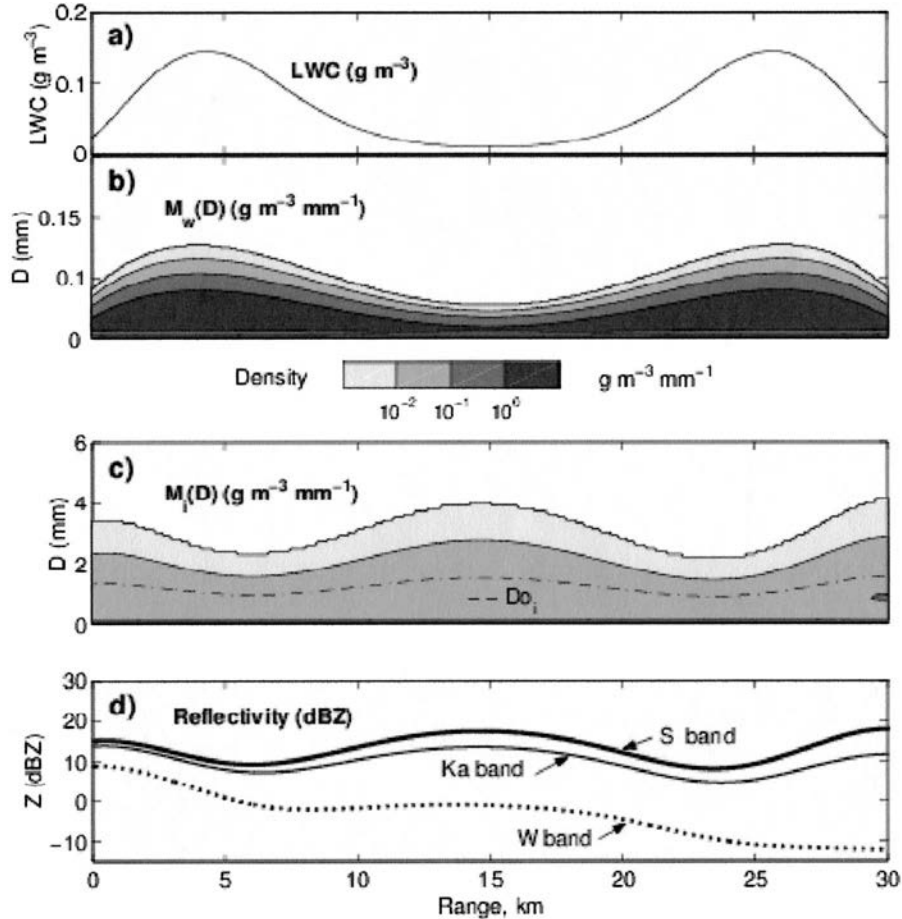 a)
LWC (g m⁻³)
LWC (g m⁻³)
0.2
0.1
0
b)
M_w(D) (g m⁻³ mm⁻¹)
D (mm)
0.15
0.1
0
Density
g m⁻³ mm⁻¹
10⁻² 10⁻¹ 10⁰
c)
M_i(D) (g m⁻³ mm⁻¹)
D (mm)
6
4
2
0
Do_i
d)
Reflectivity (dBZ)
Z (dBZ)
30
20
10
0
−10
S band
Ka band
W band
0 5 10 15 20 25 30
Range, km